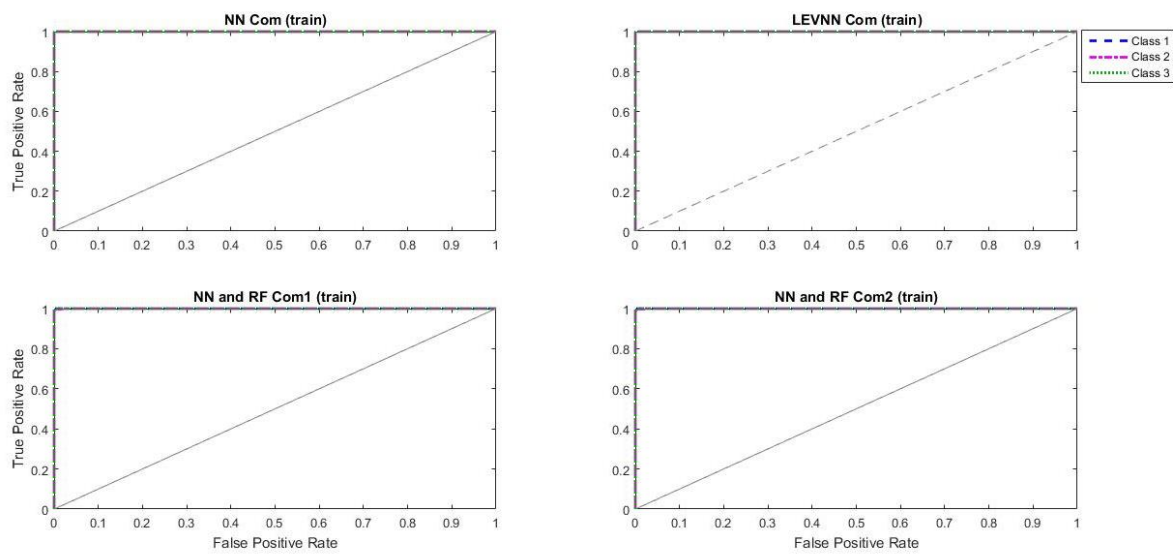 NN Com (train)
True Positive Rate
1
0.8
0.6
0.4
0.2
0
0 0.1 0.2 0.3 0.4 0.5 0.6 0.7 0.8 0.9 1
LEVNN Com (train)
1
0.8
0.6
0.4
0.2
0
0 0.1 0.2 0.3 0.4 0.5 0.6 0.7 0.8 0.9 1
Class 1
Class 2
Class 3
NN and RF Com1 (train)
True Positive Rate
1
0.8
0.6
0.4
0.2
0
0 0.1 0.2 0.3 0.4 0.5 0.6 0.7 0.8 0.9 1
False Positive Rate
NN and RF Com2 (train)
1
0.8
0.6
0.4
0.2
0
0 0.1 0.2 0.3 0.4 0.5 0.6 0.7 0.8 0.9 1
False Positive Rate